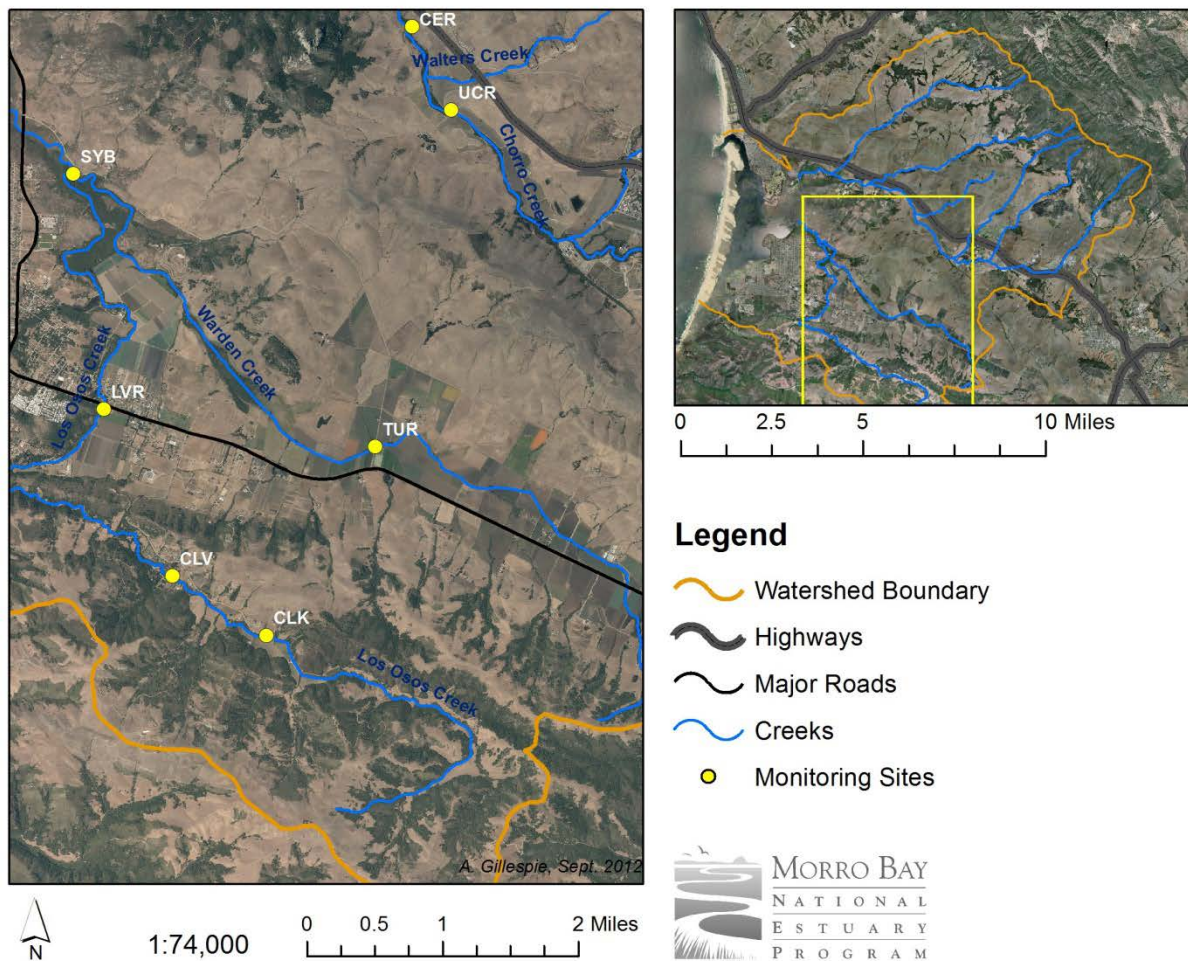 CER
Walters Creek
UCR
Chorro Creek
SYB
Warden Creek
Los Osos Creek
LVR
TUR
CLV
CLK
Los Osos Creek
A. Gillespie, Sept. 2012
N
1:74,000
0 0.5 1 2 Miles
0 2.5 5 10 Miles
Legend
Watershed Boundary
Highways
Major Roads
Creeks
Monitoring Sites
MORRO BAY
NATIONAL
ESTUARY
PROGRAM